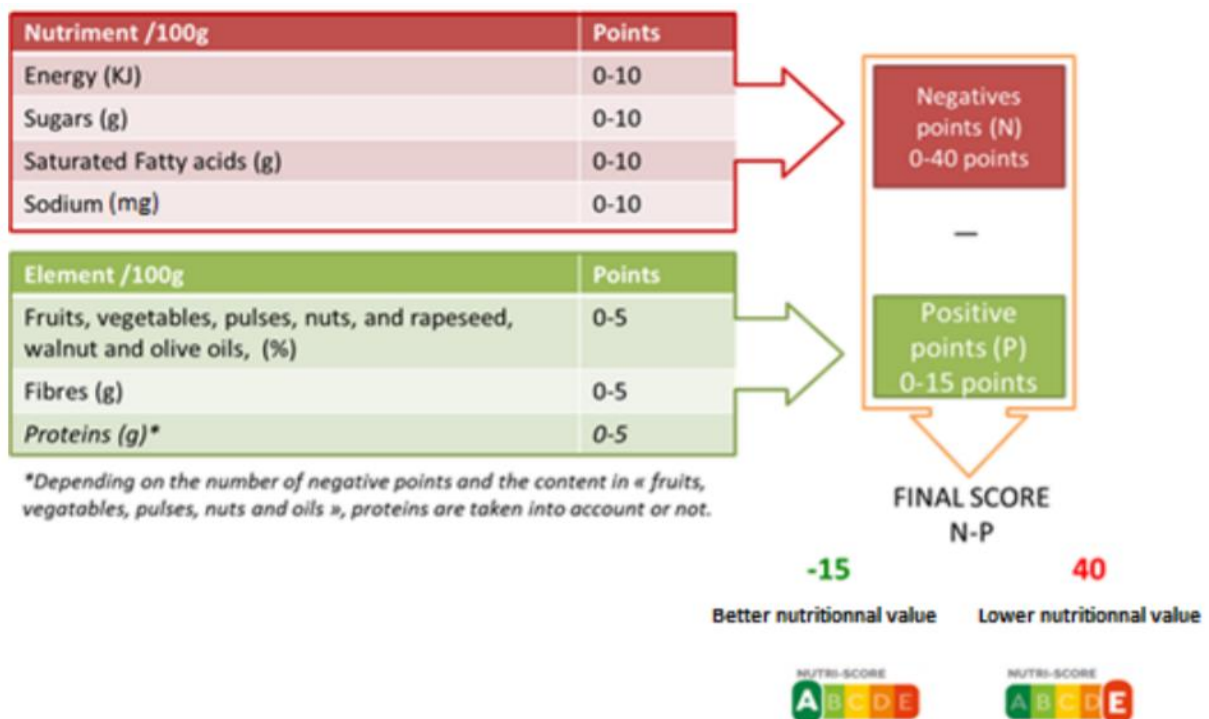 Nutriment /100g Points
Energy (KJ) 0-10
Sugars (g) 0-10
Saturated Fatty acids (g) 0-10
Sodium (mg) 0-10
Negatives
points (N)
0-40 points
–
Element /100g Points
Fruits, vegetables, pulses, nuts, and rapeseed, 0-5
walnut and olive oils, (%)
Fibres (g) 0-5
Proteins (g)* 0-5
Positive
points (P)
0-15 points
*Depending on the number of negative points and the content in « fruits,
vegatables, pulses, nuts and oils », proteins are taken into account or not.
FINAL SCORE
N-P
-15 40
Better nutritionnal value Lower nutritionnal value
NUTRI-SCORE NUTRI-SCORE
A B C D E A B C D E